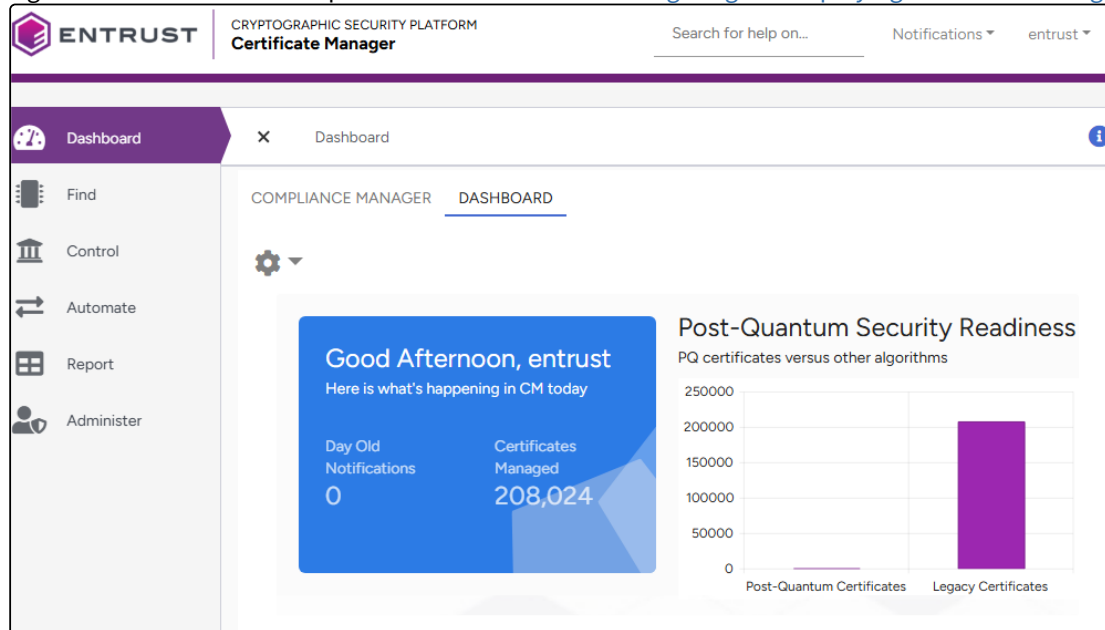 ENTRUST
CRYPTOGRAPHIC SECURITY PLATFORM
Certificate Manager
Search for help on...
Notifications
entrust
Dashboard
Find
Control
Automate
Report
Administer
Dashboard
COMPLIANCE MANAGER DASHBOARD
Good Afternoon, entrust
Here is what's happening in CM today
Day Old
Notifications
0
Certificates
Managed
208,024
Post-Quantum Security Readiness
PQ certificates versus other algorithms
250000
200000
150000
100000
50000
0
Post-Quantum Certificates Legacy Certificates